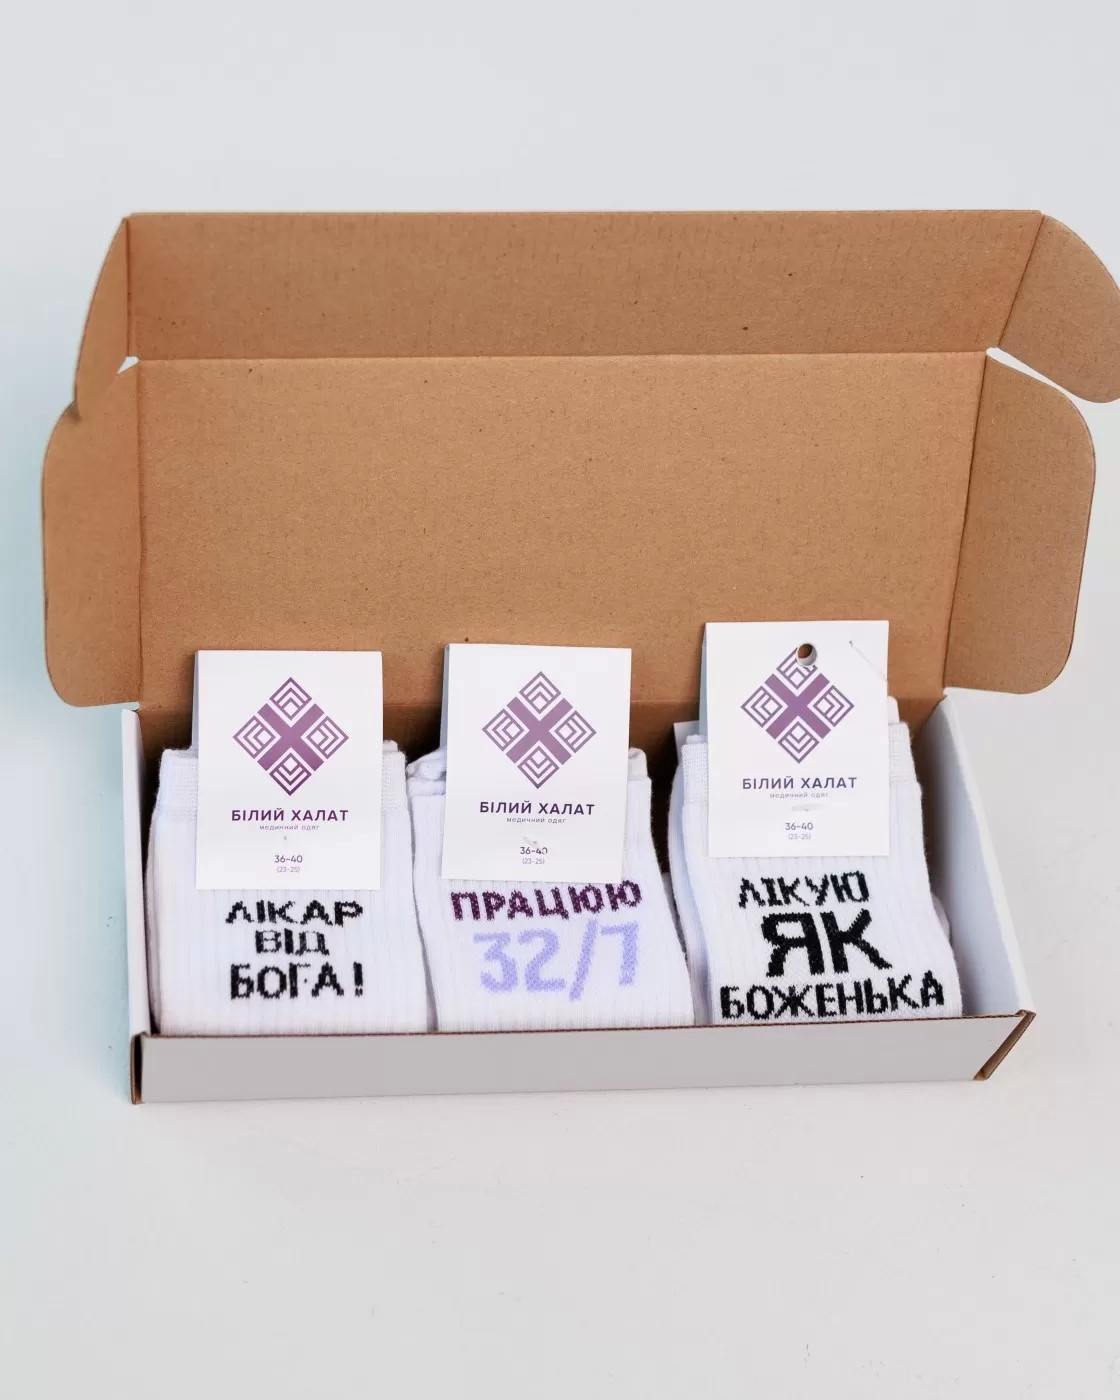 БІЛИЙ ХАЛАТ
медичний одяг
36-40
(23-25)
ЛІКАР
ВІД
БОГА!
БІЛИЙ ХАЛАТ
медичний одяг
36-40
(23-25)
ПРАЦЮЮ
32/7
БІЛИЙ ХАЛАТ
медичний одяг
36-40
(23-25)
ЛІКУЮ
ЯК
БОЖЕНЬКА